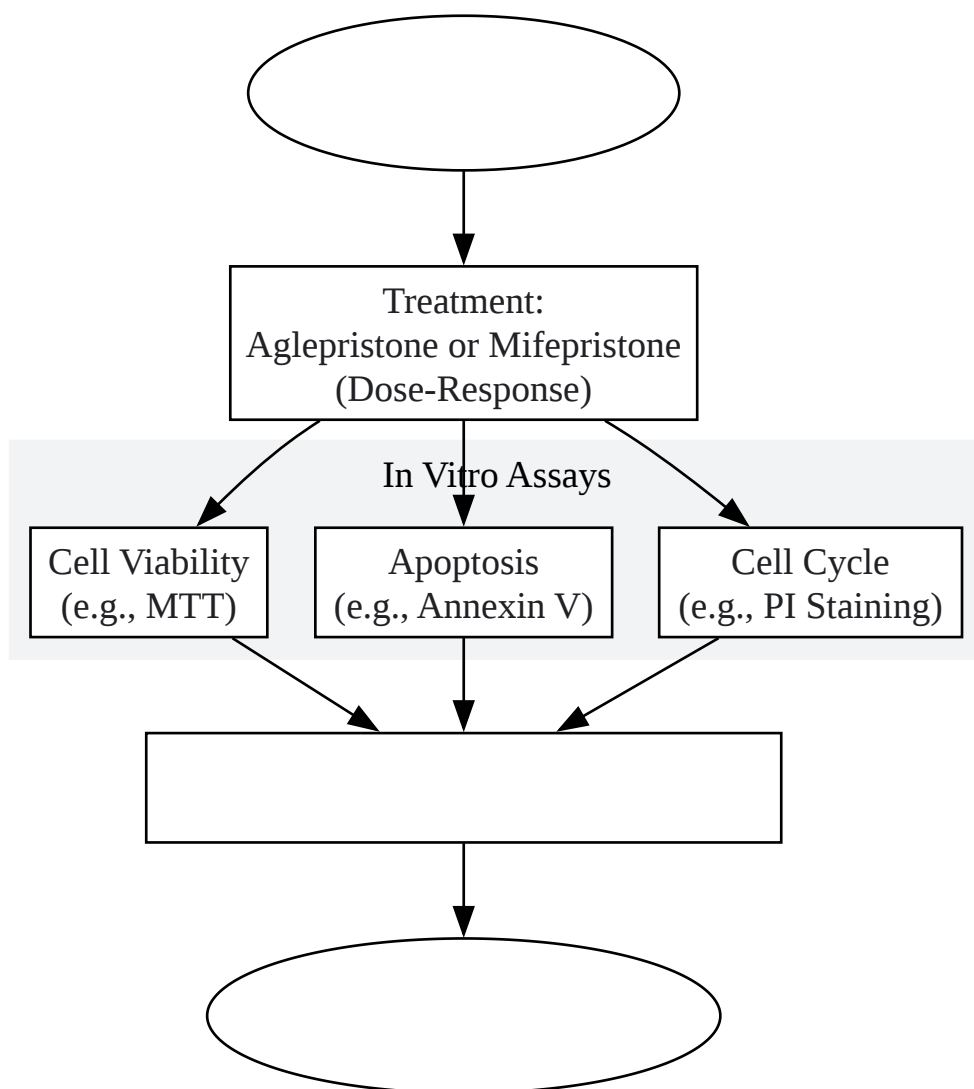 Treatment:
Aglepristone or Mifepristone
(Dose-Response)
In Vitro Assays
Cell Viability
(e.g., MTT)
Apoptosis
(e.g., Annexin V)
Cell Cycle
(e.g., PI Staining)